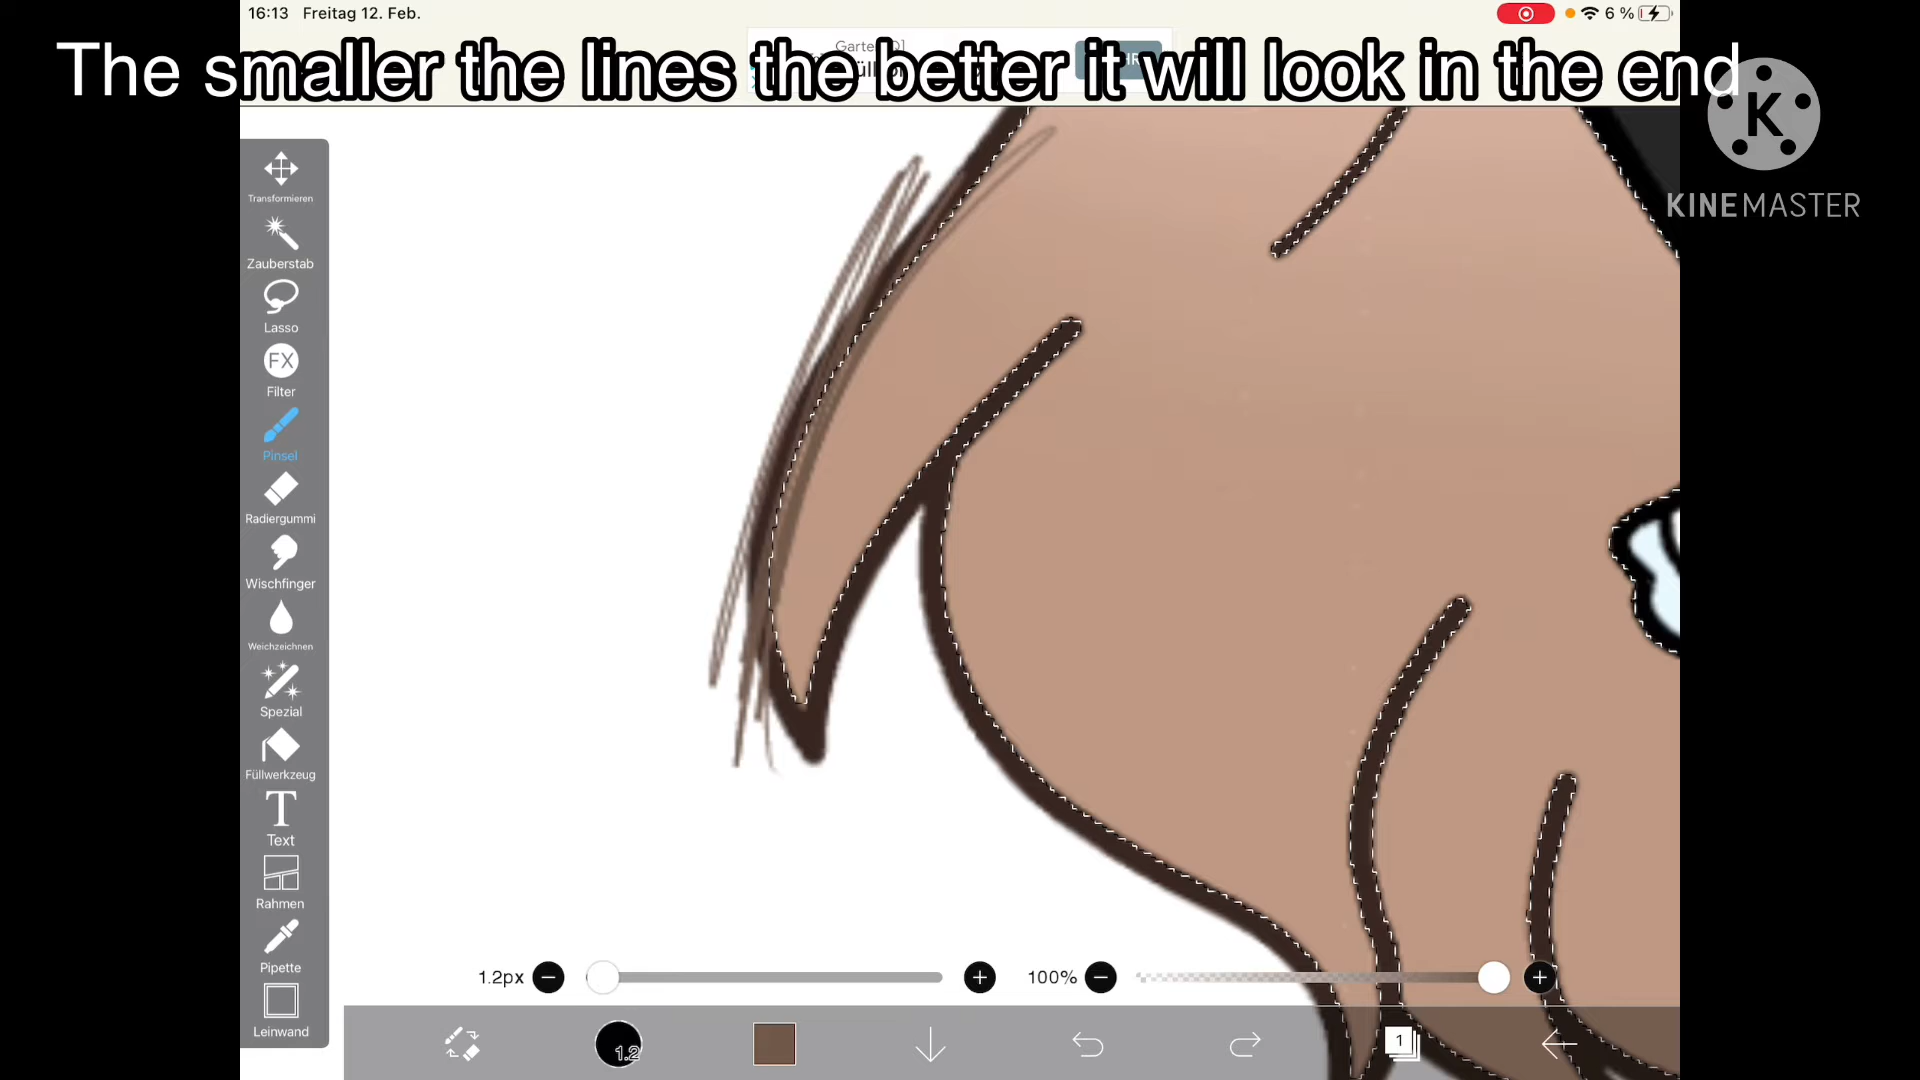 16:13 Freitag 12. Feb.
6 %
The smaller the lines the better it will look in the end
K
KINEMASTER
Transformieren
Zauberstab
Lasso
FX
Filter
Pinsel
Radiergummi
Wischfinger
Weichzeichnen
Spezial
Füllwerkzeug
T
Text
Rahmen
Pipette
Leinwand
1.2px
100%
1.2
1